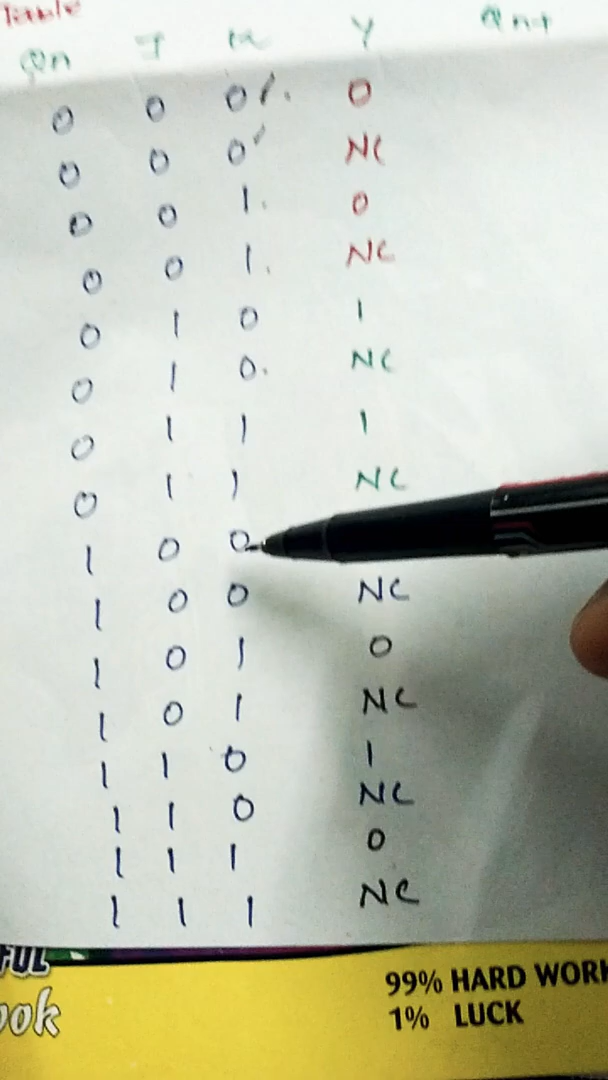 Table
Qn J K Y Qn+
0 0 0 0
0 0 0 NC
0 0 1 0
0 0 1 NC
0 1 0 1
0 1 0 NC
0 1 1 1
0 1 1 NC
1 0 0
1 0 0 NC
1 0 1 0
1 0 1 NC
1 1 0 1
1 1 0 NC
1 1 1 0
1 1 1 NC
FUL
ook
99% HARD WORK
1% LUCK